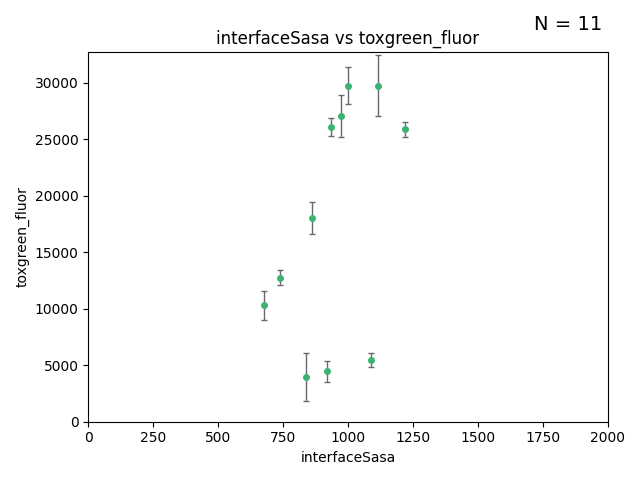 N = 11
interfaceSasa vs toxgreen_fluor
30000
25000
20000
15000
10000
5000
0
toxgreen_fluor
0 250 500 750 1000 1250 1500 1750 2000
interfaceSasa